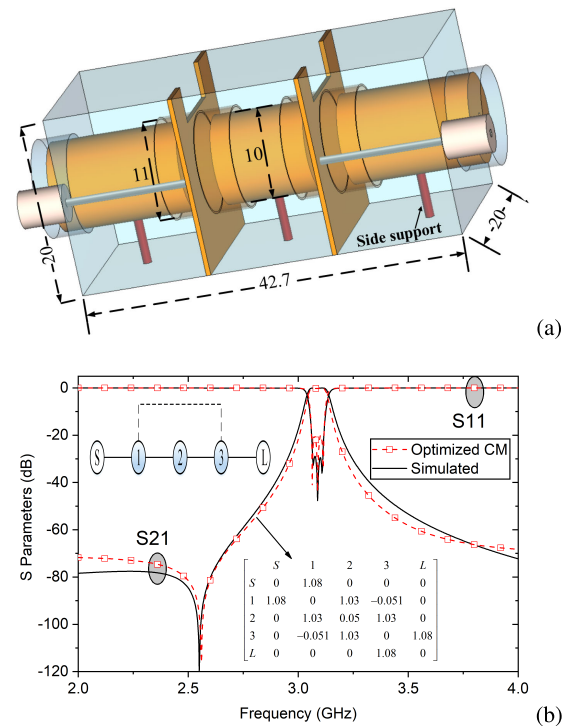 11
10
20
Side support
-20-
42.7
(a)
0
-20
-40
-60
-80
-100
-120
S Parameters (dB)
S 1 2 3 L
S11
Optimized CM
Simulated
S21
S 1 2 3 L
S 0 1.08 0 0 0
1 1.08 0 1.03 −0.051 0
2 0 1.03 0.05 1.03 0
3 0 -0.051 1.03 0 1.08
L 0 0 0 1.08 0
2.0 2.5 3.0 3.5 4.0
Frequency (GHz)
(b)